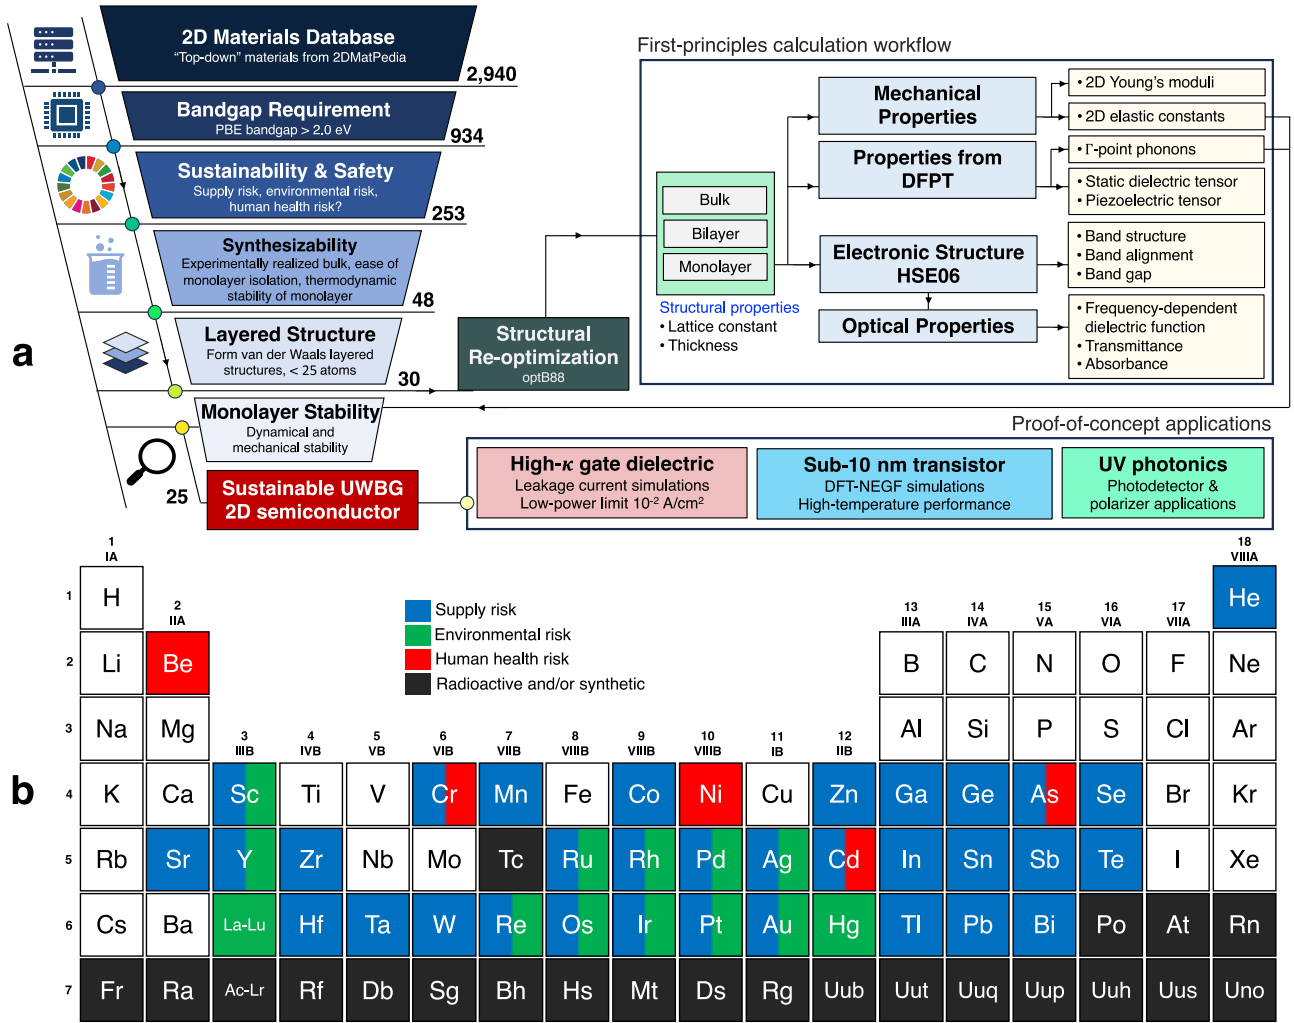 2D Materials Database
“Top-down” materials from 2DMatPedia
2,940
Bandgap Requirement
PBE bandgap > 2.0 eV
934
Sustainability & Safety
Supply risk, environmental risk,
human health risk?
253
Synthesizability
Experimentally realized bulk, ease of
monolayer isolation, thermodynamic
stability of monolayer
48
Layered Structure
Form van der Waals layered
structures, < 25 atoms
30
Monolayer Stability
Dynamical and
mechanical stability
25
Sustainable UWBG
2D semiconductor
a
Structural
Re-optimization
optB88
First-principles calculation workflow
Bulk
Bilayer
Monolayer
Structural properties
• Lattice constant
• Thickness
Mechanical
Properties
• 2D Young’s moduli
• 2D elastic constants
Properties from
DFPT
• Γ-point phonons
• Static dielectric tensor
• Piezoelectric tensor
Electronic Structure
HSE06
• Band structure
• Band alignment
• Band gap
Optical Properties
• Frequency-dependent
dielectric function
• Transmittance
• Absorbance
Proof-of-concept applications
High-κ gate dielectric
Leakage current simulations
Low-power limit 10⁻² A/cm²
Sub-10 nm transistor
DFT-NEGF simulations
High-temperature performance
UV photonics
Photodetector &
polarizer applications
b
Supply risk
Environmental risk
Human health risk
Radioactive and/or synthetic
1 18
IA VIIIA
1 H He
2 13 14 15 16 17
IIA IIIA IVA VA VIA VIIA
2 Li Be B C N O F Ne
3 Na Mg Al Si P S Cl Ar
3 4 5 6 7 8 9 10 11 12
IIIB IVB VB VIB VIIB VIIIB VIIIB VIIIB IB IIB
4 K Ca Sc Ti V Cr Mn Fe Co Ni Cu Zn Ga Ge As Se Br Kr
5 Rb Sr Y Zr Nb Mo Tc Ru Rh Pd Ag Cd In Sn Sb Te I Xe
6 Cs Ba La-Lu Hf Ta W Re Os Ir Pt Au Hg Tl Pb Bi Po At Rn
7 Fr Ra Ac-Lr Rf Db Sg Bh Hs Mt Ds Rg Uub Uut Uuq Uup Uuh Uus Uno